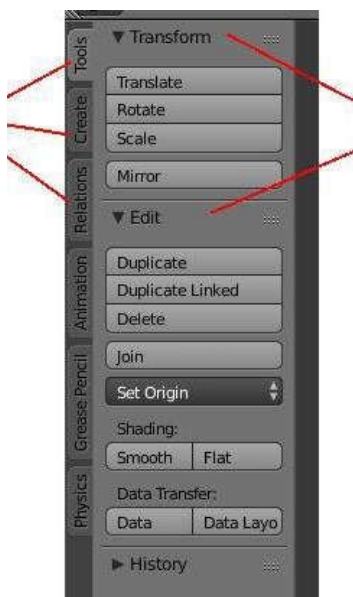 Tools
Create
Relations
Animation
Grease Pencil
Physics
▼ Transform
Translate
Rotate
Scale
Mirror
▼ Edit
Duplicate
Duplicate Linked
Delete
Join
Set Origin
Shading:
Smooth Flat
Data Transfer:
Data Data Layo
▶ History